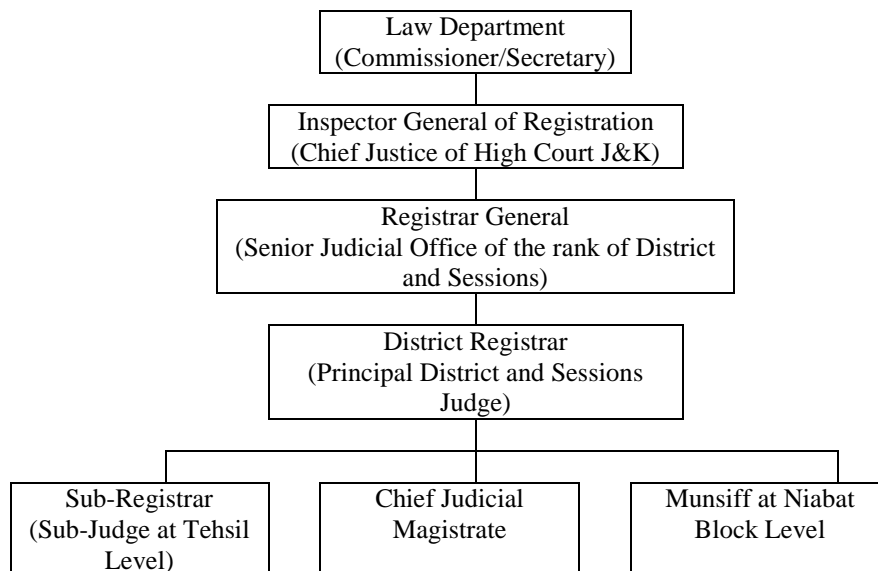 Law Department
(Commissioner/Secretary)
Inspector General of Registration
(Chief Justice of High Court J&K)
Registrar General
(Senior Judicial Office of the rank of District
and Sessions)
District Registrar
(Principal District and Sessions
Judge)
Sub-Registrar
(Sub-Judge at Tehsil
Level)
Chief Judicial
Magistrate
Munsiff at Niabat
Block Level